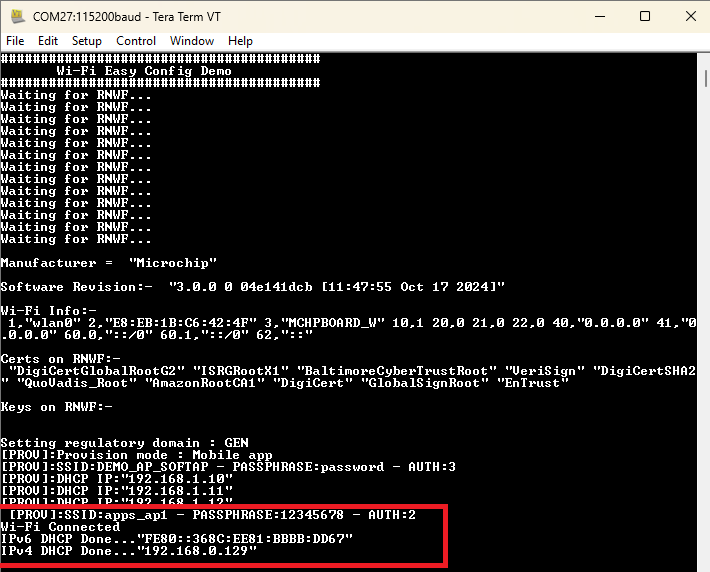 COM27:115200baud - Tera Term VT
File Edit Setup Control Window Help
########################################
Wi-Fi Easy Config Demo
########################################
Waiting for RNWF...
Waiting for RNWF...
Waiting for RNWF...
Waiting for RNWF...
Waiting for RNWF...
Waiting for RNWF...
Waiting for RNWF...
Waiting for RNWF...
Waiting for RNWF...
Waiting for RNWF...
Waiting for RNWF...
Waiting for RNWF...
Waiting for RNWF...
Manufacturer =  "Microchip"
Software Revision:-  "3.0.0 0 04e141dcb [11:47:55 Oct 17 2024]"
Wi-Fi Info:-
1,"wlan0" 2,"E8:EB:1B:C6:42:4F" 3,"MCHPBOARD_W" 10,1 20,0 21,0 22,0 40,"0.0.0.0" 41,"0
.0.0.0" 60.0,"::/0" 60.1,"::/0" 62,"::"
Certs on RNWF:-
"DigiCertGlobalRootG2" "ISRGRootX1" "BaltimoreCyberTrustRoot" "VeriSign" "DigiCertSHA2
" "QuoVadis_Root" "AmazonRootCA1" "DigiCert" "GlobalSignRoot" "EnTrust"
Keys on RNWF:-
Setting regulatory domain : GEN
[PROV]:Provision mode : Mobile app
[PROV]:SSID:DEMO_AP_SOFTAP - PASSPHRASE:password - AUTH:3
[PROV]:DHCP IP:"192.168.1.10"
[PROV]:DHCP IP:"192.168.1.11"
[PROV]:DHCP IP:"192.168.1.12"
[PROV]:SSID:apps_ap1 - PASSPHRASE:12345678 - AUTH:2
Wi-Fi Connected
IPv6 DHCP Done..."FE80::368C:EE81:BBBB:DD67"
IPv4 DHCP Done..."192.168.0.129"